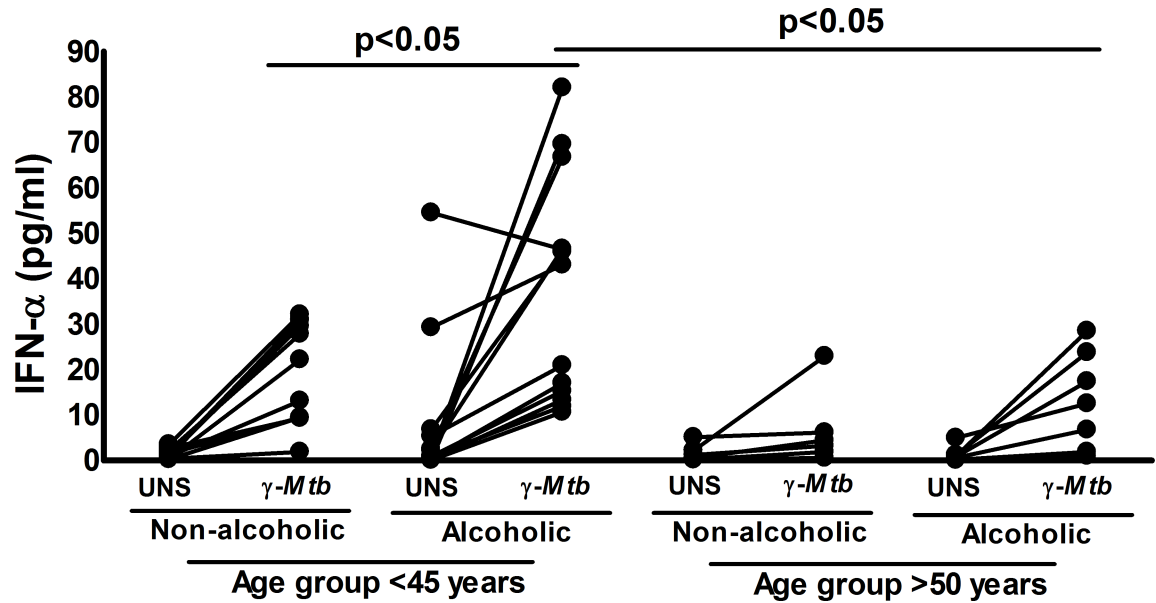 p<0.05
p<0.05
IFN-α (pg/ml)
90
80
70
60
50
40
30
20
10
0
UNS γ-Mtb UNS γ-Mtb UNS γ-Mtb UNS γ-Mtb
Non-alcoholic Alcoholic Non-alcoholic Alcoholic
Age group <45 years Age group >50 years